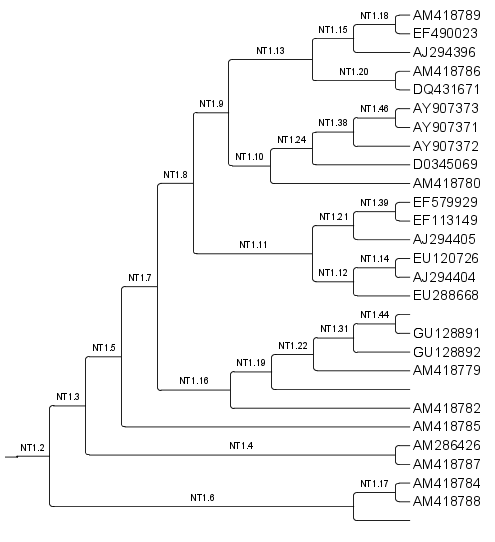 NT1.18 AM418789
NT1.15 EF490023
NT1.13 AJ294396
NT1.20 AM418786
DQ431671
NT1.9 NT1.46 AY907373
NT1.38 AY907371
NT1.24 AY907372
NT1.10 D0345069
NT1.8 AM418780
NT1.39 EF579929
NT1.21 EF113149
NT1.11 AJ294405
NT1.14 EU120726
NT1.12 AJ294404
NT1.7 EU288668
NT1.44
NT1.31 GU128891
NT1.22 GU128892
NT1.5 NT1.19 AM418779
NT1.16
NT1.3 AM418782
AM418785
NT1.2 NT1.4 AM286426
AM418787
NT1.17 AM418784
NT1.6 AM418788